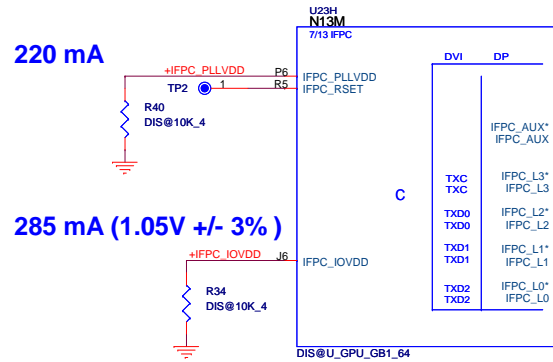 U23H
N13M
7/13 IFPC
DVI DP
220 mA
+IFPC_PLLVDD P6 IFPC_PLLVDD
TP2 1 R5 IFPC_RSET
R40
DIS@10K_4
IFPC_AUX*
IFPC_AUX
C
TXC IFPC_L3*
TXC IFPC_L3
TXD0 IFPC_L2*
TXD0 IFPC_L2
285 mA (1.05V +/- 3% )
TXD1 IFPC_L1*
TXD1 IFPC_L1
+IFPC_IOVDD J6 IFPC_IOVDD
TXD2 IFPC_L0*
TXD2 IFPC_L0
R34
DIS@10K_4
DIS@U_GPU_GB1_64